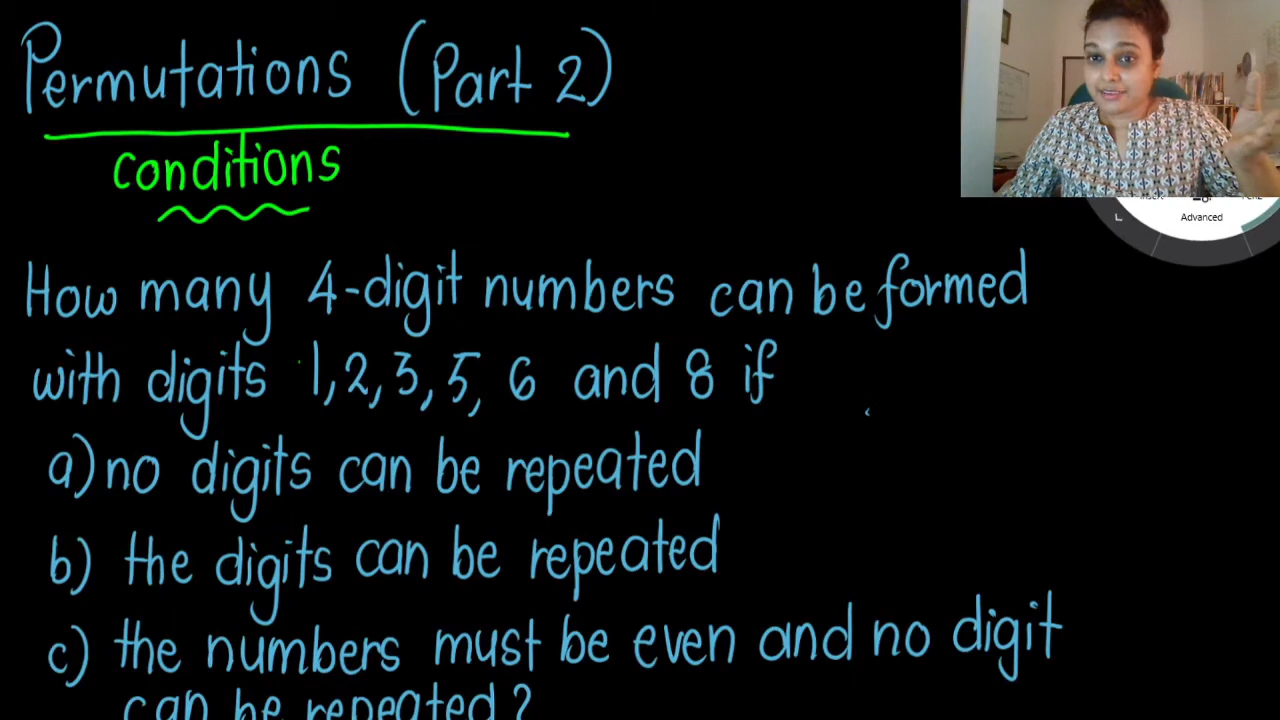 Permutations (Part 2)
conditions
Advanced
How many 4-digit numbers can be formed
with digits 1, 2, 3, 5, 6 and 8 if
a) no digits can be repeated
b) the digits can be repeated
c) the numbers must be even and no digit
can be repeated?